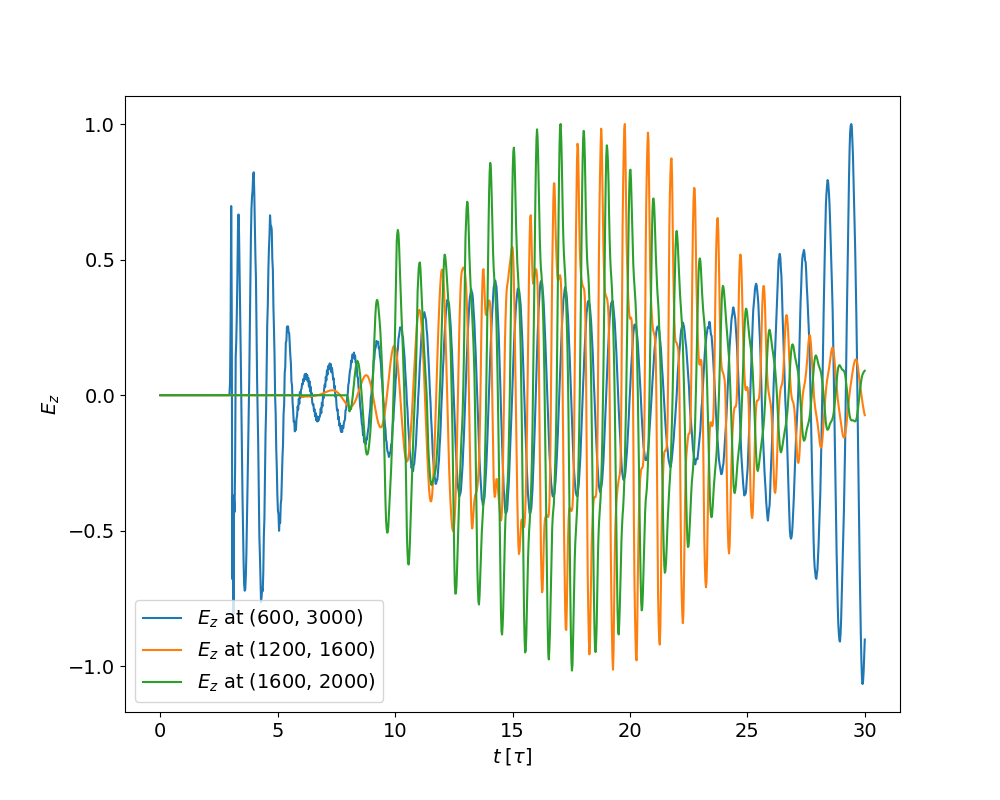 1.0
0.5
0.0
−0.5
−1.0
E_z
E_z at (600, 3000)
E_z at (1200, 1600)
E_z at (1600, 2000)
0 5 10 15 20 25 30
t [τ]